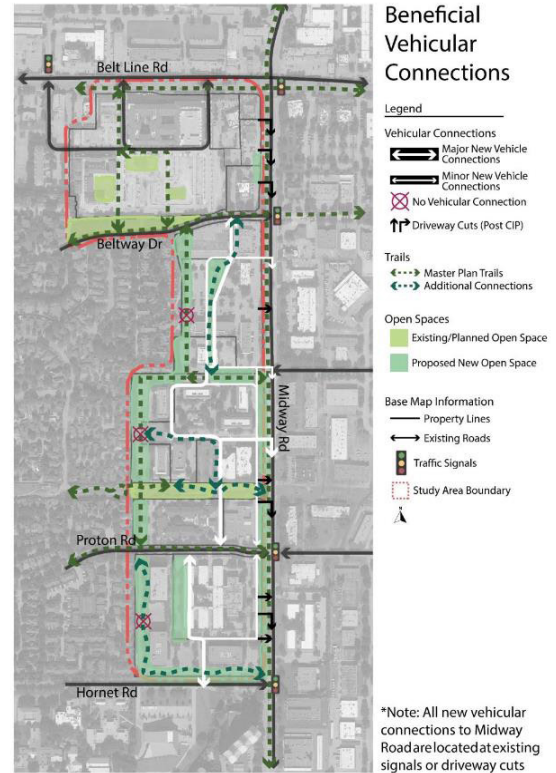 Beneficial
Vehicular
Connections
Legend
Vehicular Connections
Major New Vehicle
Connections
Minor New Vehicle
Connections
No Vehicular Connection
Driveway Cuts (Post CIP)
Trails
Master Plan Trails
Additional Connections
Open Spaces
Existing/Planned Open Space
Proposed New Open Space
Base Map Information
Property Lines
Existing Roads
Traffic Signals
Study Area Boundary
*Note: All new vehicular
connections to Midway
Road are located at existing
signals or driveway cuts
Belt Line Rd
Beltway Dr
Midway Rd
Proton Rd
Hornet Rd